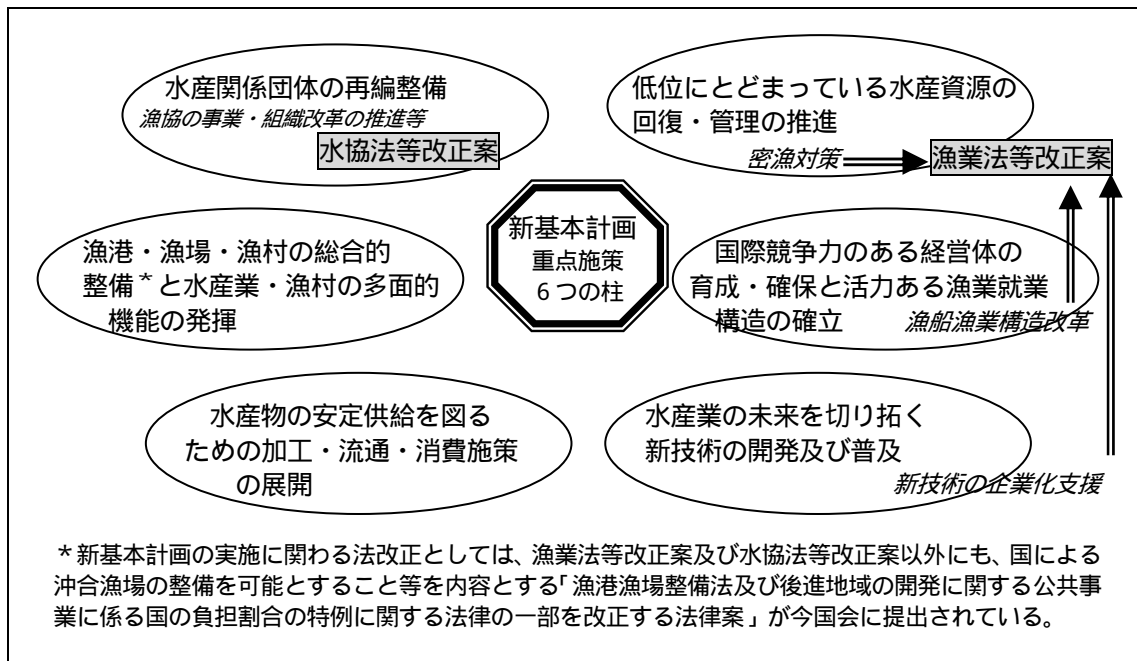 水産関係団体の再編整備
漁協の事業・組織改革の推進等
水協法等改正案
低位にとどまっている水産資源の
回復・管理の推進
密漁対策
漁業法等改正案
新基本計画
重点施策
6つの柱
漁港・漁場・漁村の総合的
整備*と水産業・漁村の多面的
機能の発揮
国際競争力のある経営体の
育成・確保と活力ある漁業就業
構造の確立
漁船漁業構造改革
水産物の安定供給を図る
ための加工・流通・消費施策
の展開
水産業の未来を切り拓く
新技術の開発及び普及
新技術の企業化支援
*新基本計画の実施に関わる法改正としては、漁業法等改正案及び水協法等改正案以外にも、国による
沖合漁場の整備を可能とすること等を内容とする「漁港漁場整備法及び後進地域の開発に関する公共事
業に係る国の負担割合の特例に関する法律の一部を改正する法律案」が今国会に提出されている。